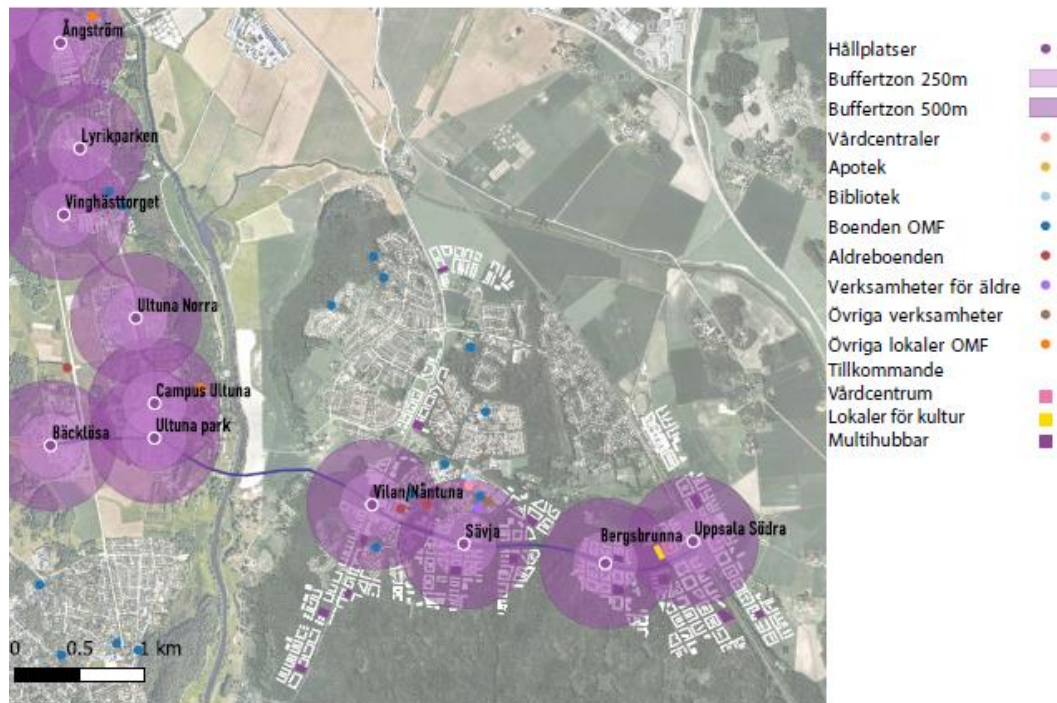 Ångström
Lyrikparken
Vinghästtorget
Ultuna Norra
Campus Ultuna
Ultuna park
Bäcklösa
Vilan/Nåntuna
Sävja
Bergsbrunna
Uppsala Södra
0 0.5 1 km
Hållplatser
Buffertzon 250m
Buffertzon 500m
Vårdcentraler
Apotek
Bibliotek
Boenden OMF
Äldreboenden
Verksamheter för äldre
Övriga verksamheter
Övriga lokaler OMF
Tillkommande
Vårdcentrum
Lokaler för kultur
Multihubbar